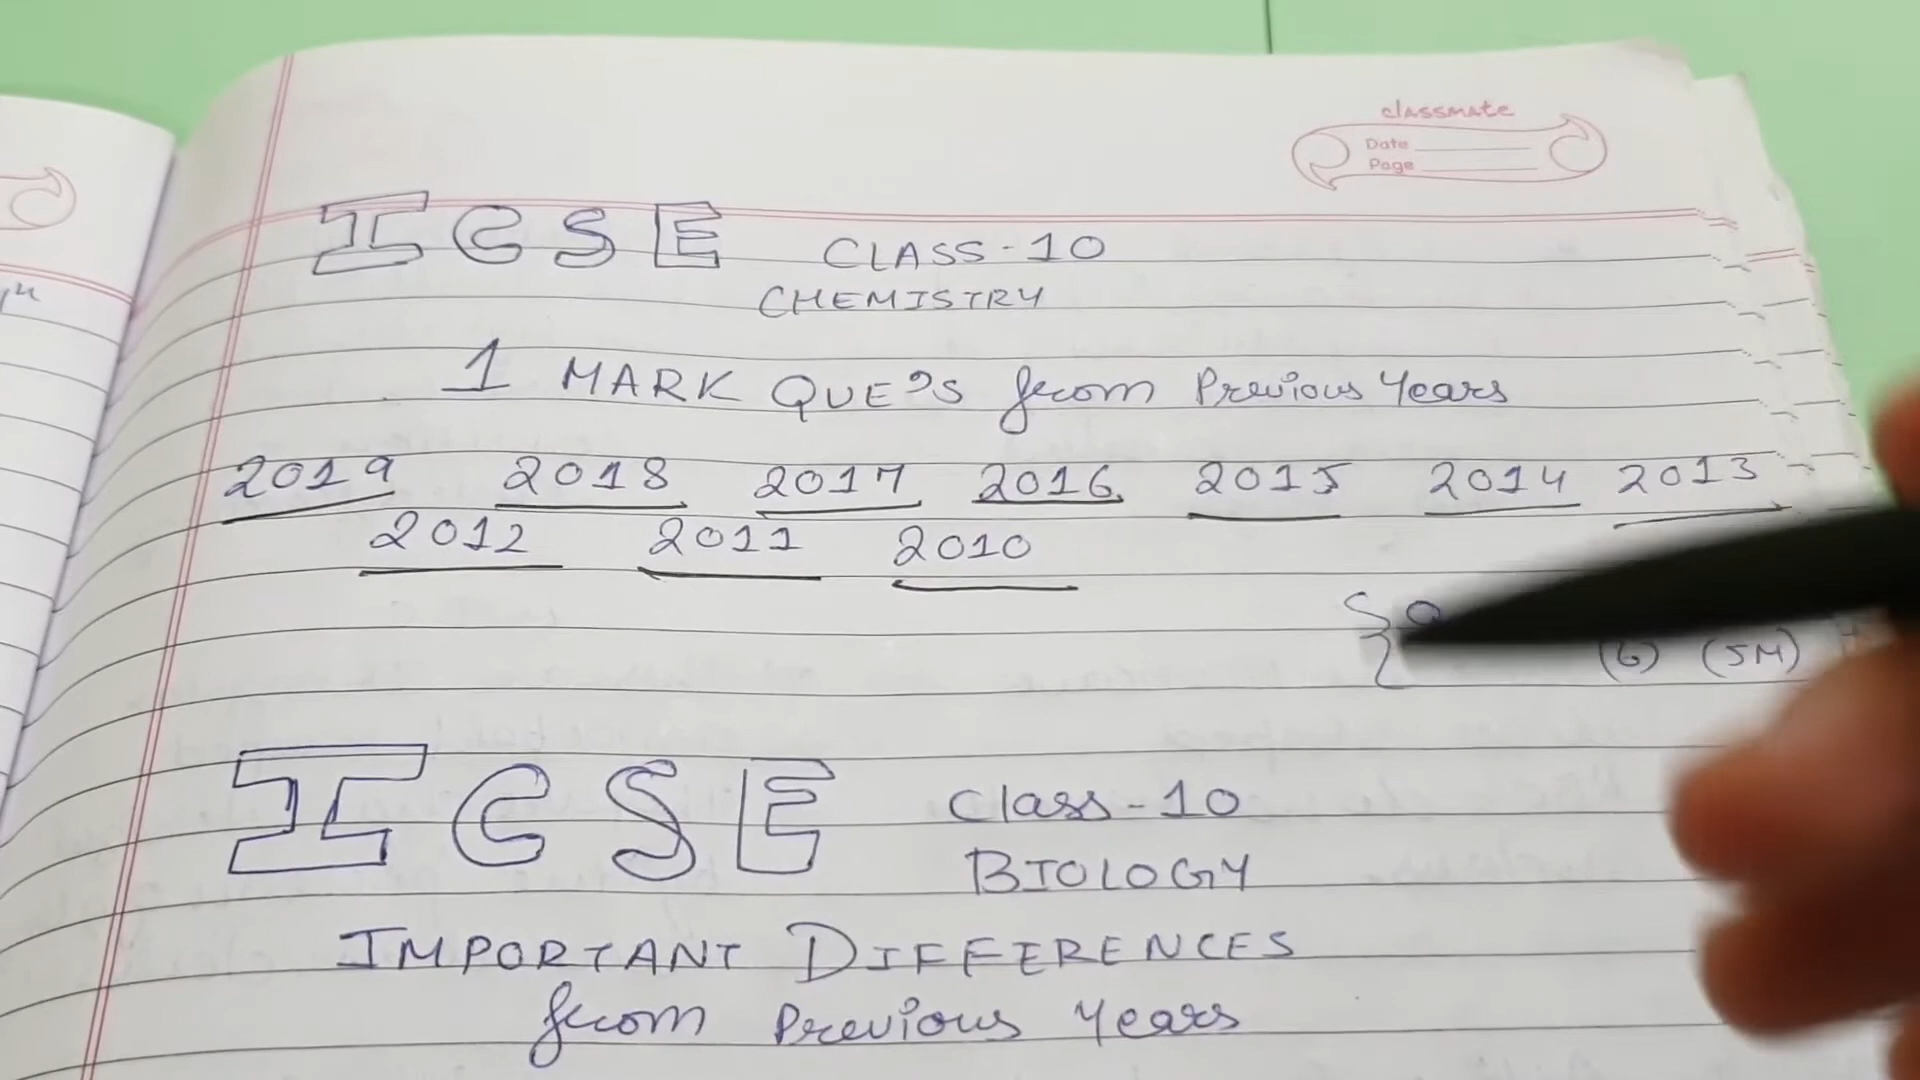 classmate
Date
Page
ICSE CLASS-10
CHEMISTRY
1 MARK QUE'S from Previous Years
2019 2018 2017 2016 2015 2014 2013
2012 2011 2010
(6) (5M)
ICSE Class-10
BIOLOGY
IMPORTANT DIFFERENCES
from Previous Years